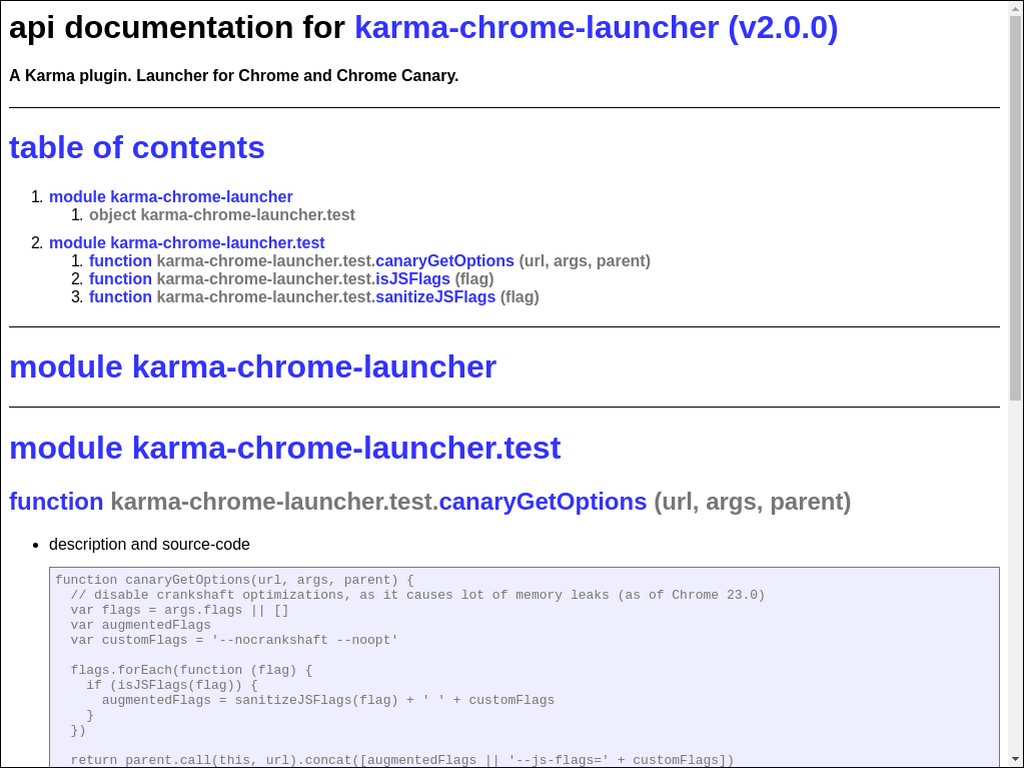 api documentation for karma-chrome-launcher (v2.0.0)
A Karma plugin. Launcher for Chrome and Chrome Canary.
table of contents
1. module karma-chrome-launcher
1. object karma-chrome-launcher.test
2. module karma-chrome-launcher.test
1. function karma-chrome-launcher.test.canaryGetOptions (url, args, parent)
2. function karma-chrome-launcher.test.isJSFlags (flag)
3. function karma-chrome-launcher.test.sanitizeJSFlags (flag)
module karma-chrome-launcher
module karma-chrome-launcher.test
function karma-chrome-launcher.test.canaryGetOptions (url, args, parent)
• description and source-code
function canaryGetOptions(url, args, parent) {
  // disable crankshaft optimizations, as it causes lot of memory leaks (as of Chrome 23.0)
  var flags = args.flags || []
  var augmentedFlags
  var customFlags = '--nocrankshaft --noopt'
  flags.forEach(function (flag) {
    if (isJSFlags(flag)) {
      augmentedFlags = sanitizeJSFlags(flag) + ' ' + customFlags
    }
  })
  return parent.call(this, url).concat([augmentedFlags || '--js-flags=' + customFlags])